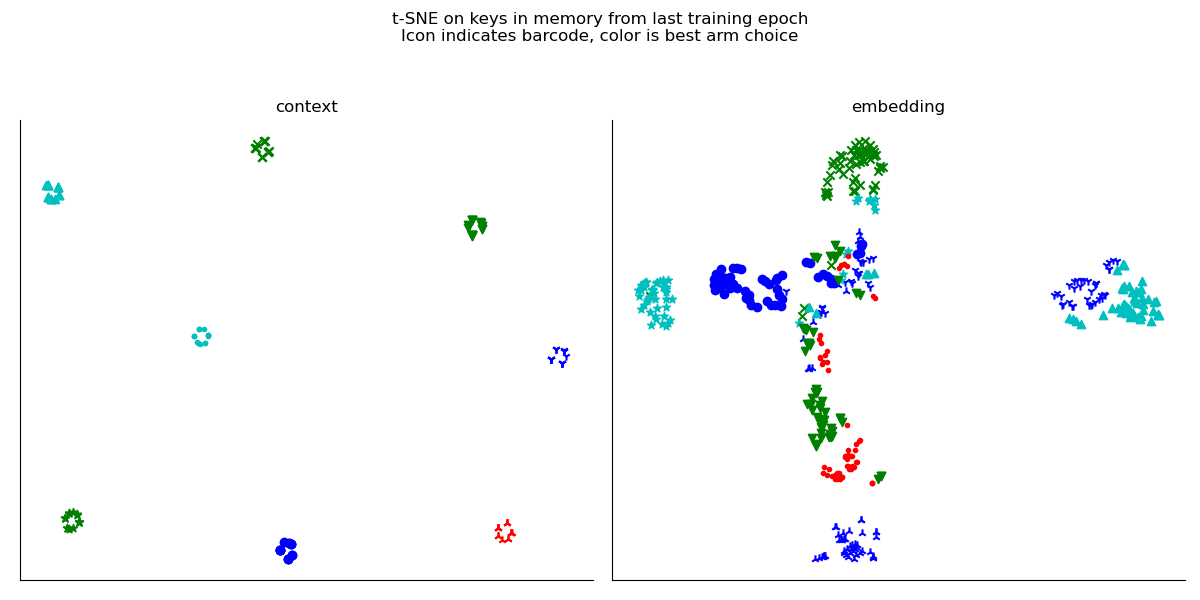 t-SNE on keys in memory from last training epoch
Icon indicates barcode, color is best arm choice
context
embedding